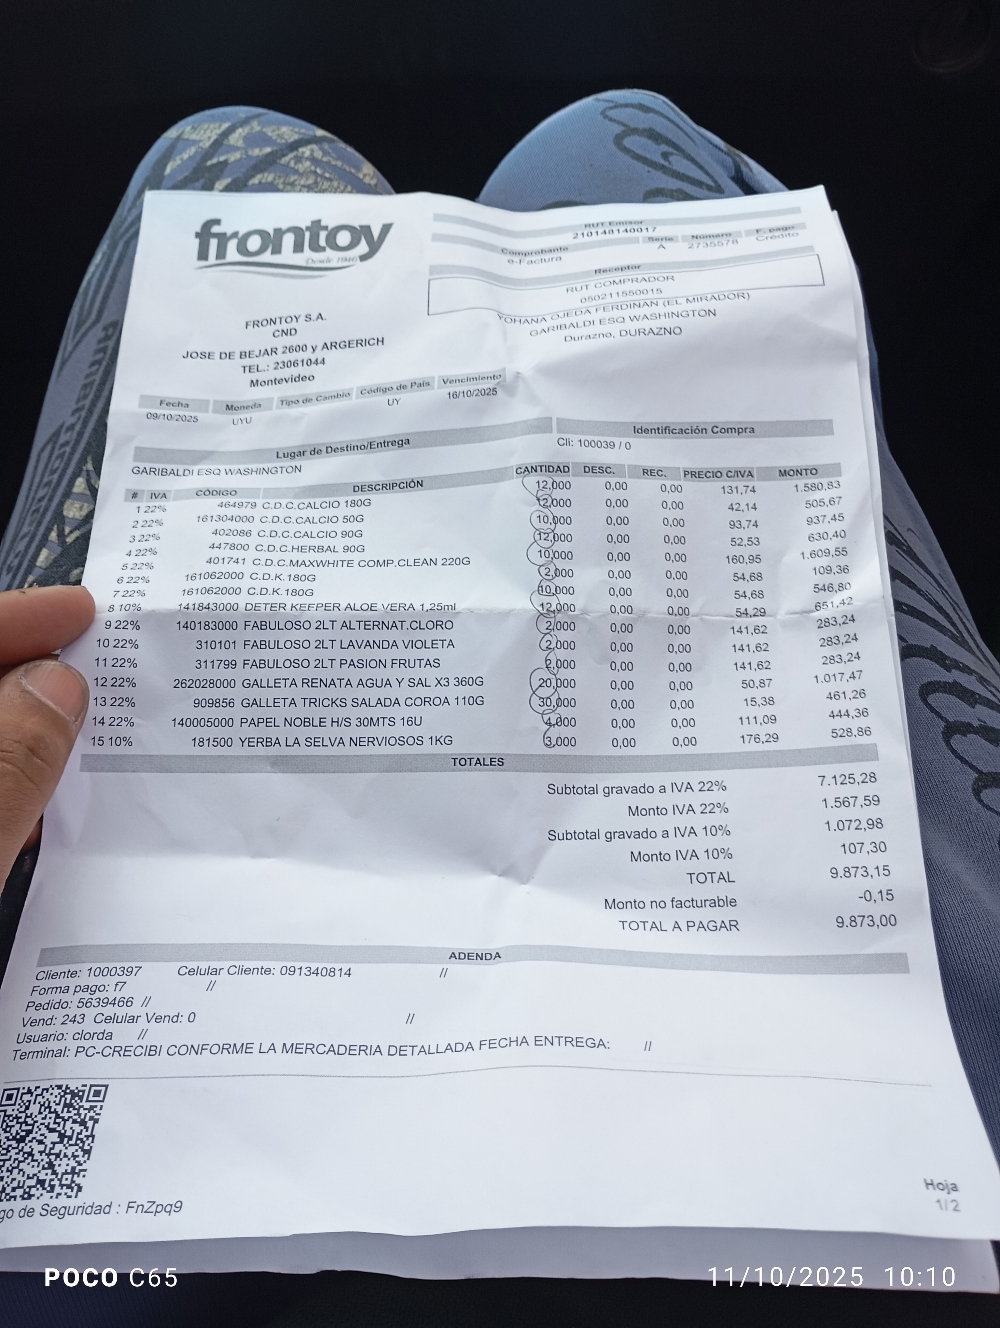 frontoy
Desde 1946
RUT Emisor
210148140017
Comprobante Serie Número F. pago
e-Factura A 2735578 Crédito
Receptor
RUT COMPRADOR
050211550015
YOHANA OJEDA FERDINAN (EL MIRADOR)
GARIBALDI ESQ WASHINGTON
Durazno, DURAZNO
FRONTOY S.A.
CND
JOSE DE BEJAR 2600 y ARGERICH
TEL.: 23061044
Montevideo
Fecha Moneda Tipo de Cambio Código de País Vencimiento
09/10/2025 UYU UY 16/10/2025
Lugar de Destino/Entrega Identificación Compra
GARIBALDI ESQ WASHINGTON Cli: 100039 / 0
# IVA CÓDIGO DESCRIPCIÓN CANTIDAD DESC. REC. PRECIO C/IVA MONTO
1 22% 464979 C.D.C.CALCIO 180G 12,000 0,00 0,00 131,74 1.580,83
2 22% 161304000 C.D.C.CALCIO 50G 12,000 0,00 0,00 42,14 505,67
3 22% 402086 C.D.C.CALCIO 90G 10,000 0,00 0,00 93,74 937,45
4 22% 447800 C.D.C.HERBAL 90G 12,000 0,00 0,00 52,53 630,40
5 22% 401741 C.D.C.MAXWHITE COMP.CLEAN 220G 10,000 0,00 0,00 160,95 1.609,55
6 22% 161062000 C.D.K.180G 2,000 0,00 0,00 54,68 109,36
7 22% 161062000 C.D.K.180G 10,000 0,00 0,00 54,68 546,80
8 10% 141843000 DETER KEFPER ALOE VERA 1,25ml 12,000 0,00 0,00 54,29 651,42
9 22% 140183000 FABULOSO 2LT ALTERNAT.CLORO 2,000 0,00 0,00 141,62 283,24
10 22% 310101 FABULOSO 2LT LAVANDA VIOLETA 2,000 0,00 0,00 141,62 283,24
11 22% 311799 FABULOSO 2LT PASION FRUTAS 2,000 0,00 0,00 141,62 283,24
12 22% 262028000 GALLETA RENATA AGUA Y SAL X3 360G 20,000 0,00 0,00 50,87 1.017,47
13 22% 909856 GALLETA TRICKS SALADA COROA 110G 30,000 0,00 0,00 15,38 461,26
14 22% 140005000 PAPEL NOBLE H/S 30MTS 16U 4,000 0,00 0,00 111,09 444,36
15 10% 181500 YERBA LA SELVA NERVIOSOS 1KG 3,000 0,00 0,00 176,29 528,86
TOTALES
Subtotal gravado a IVA 22% 7.125,28
Monto IVA 22% 1.567,59
Subtotal gravado a IVA 10% 1.072,98
Monto IVA 10% 107,30
TOTAL 9.873,15
Monto no facturable -0,15
TOTAL A PAGAR 9.873,00
ADENDA
Cliente: 1000397 Celular Cliente: 091340814 //
Forma pago: f7 //
Pedido: 5639466 //
Vend: 243 Celular Vend: 0 //
Usuario: clorda //
Terminal: PC-CRECIBI CONFORME LA MERCADERIA DETALLADA FECHA ENTREGA: //
go de Seguridad : FnZpq9
Hoja
1/2
POCO C65
11/10/2025 10:10